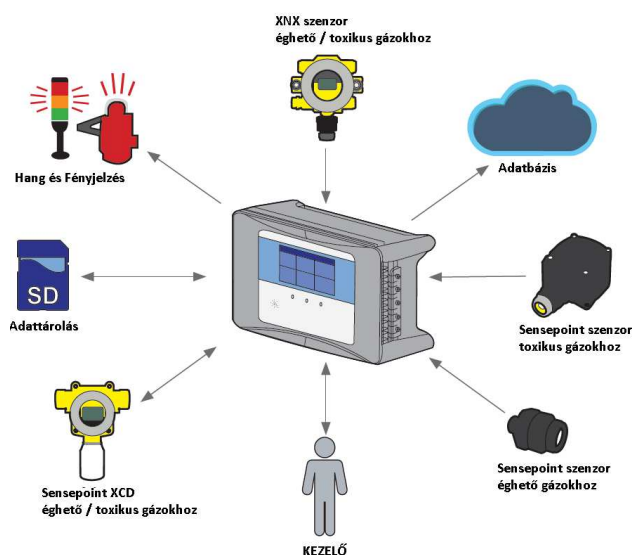 XNX szenzor
éghető / toxikus gázokhoz
Hang és Fényjelzés
Adatbázis
SD
Adattárolás
Sensepoint szenzor
toxikus gázokhoz
Sensepoint XCD
éghető / toxikus gázokhoz
Sensepoint szenzor
éghető gázokhoz
KEZELŐ